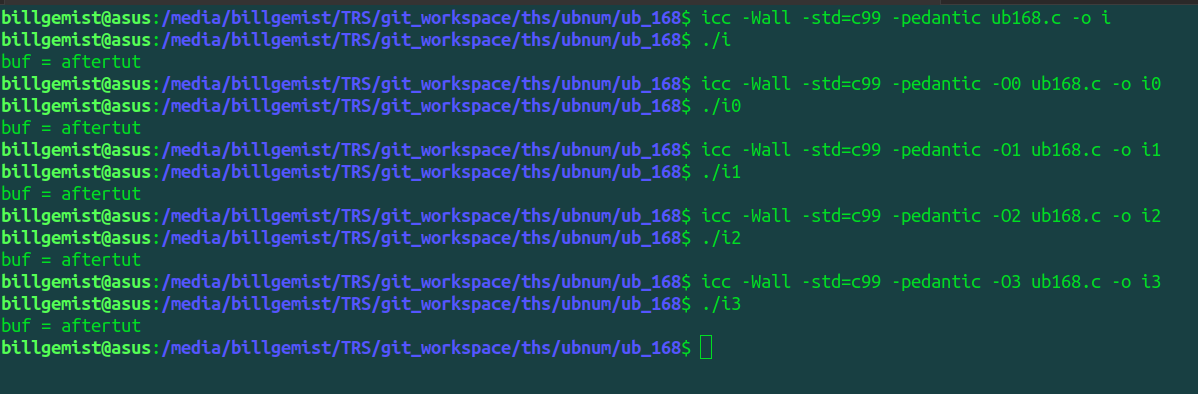 billgemist@asus:/media/billgemist/TRS/git_workspace/ths/ubnum/ub_168$ icc -Wall -std=c99 -pedantic ub168.c -o i
billgemist@asus:/media/billgemist/TRS/git_workspace/ths/ubnum/ub_168$ ./i
buf = aftertut
billgemist@asus:/media/billgemist/TRS/git_workspace/ths/ubnum/ub_168$ icc -Wall -std=c99 -pedantic -O0 ub168.c -o i0
billgemist@asus:/media/billgemist/TRS/git_workspace/ths/ubnum/ub_168$ ./i0
buf = aftertut
billgemist@asus:/media/billgemist/TRS/git_workspace/ths/ubnum/ub_168$ icc -Wall -std=c99 -pedantic -O1 ub168.c -o i1
billgemist@asus:/media/billgemist/TRS/git_workspace/ths/ubnum/ub_168$ ./i1
buf = aftertut
billgemist@asus:/media/billgemist/TRS/git_workspace/ths/ubnum/ub_168$ icc -Wall -std=c99 -pedantic -O2 ub168.c -o i2
billgemist@asus:/media/billgemist/TRS/git_workspace/ths/ubnum/ub_168$ ./i2
buf = aftertut
billgemist@asus:/media/billgemist/TRS/git_workspace/ths/ubnum/ub_168$ icc -Wall -std=c99 -pedantic -O3 ub168.c -o i3
billgemist@asus:/media/billgemist/TRS/git_workspace/ths/ubnum/ub_168$ ./i3
buf = aftertut
billgemist@asus:/media/billgemist/TRS/git_workspace/ths/ubnum/ub_168$